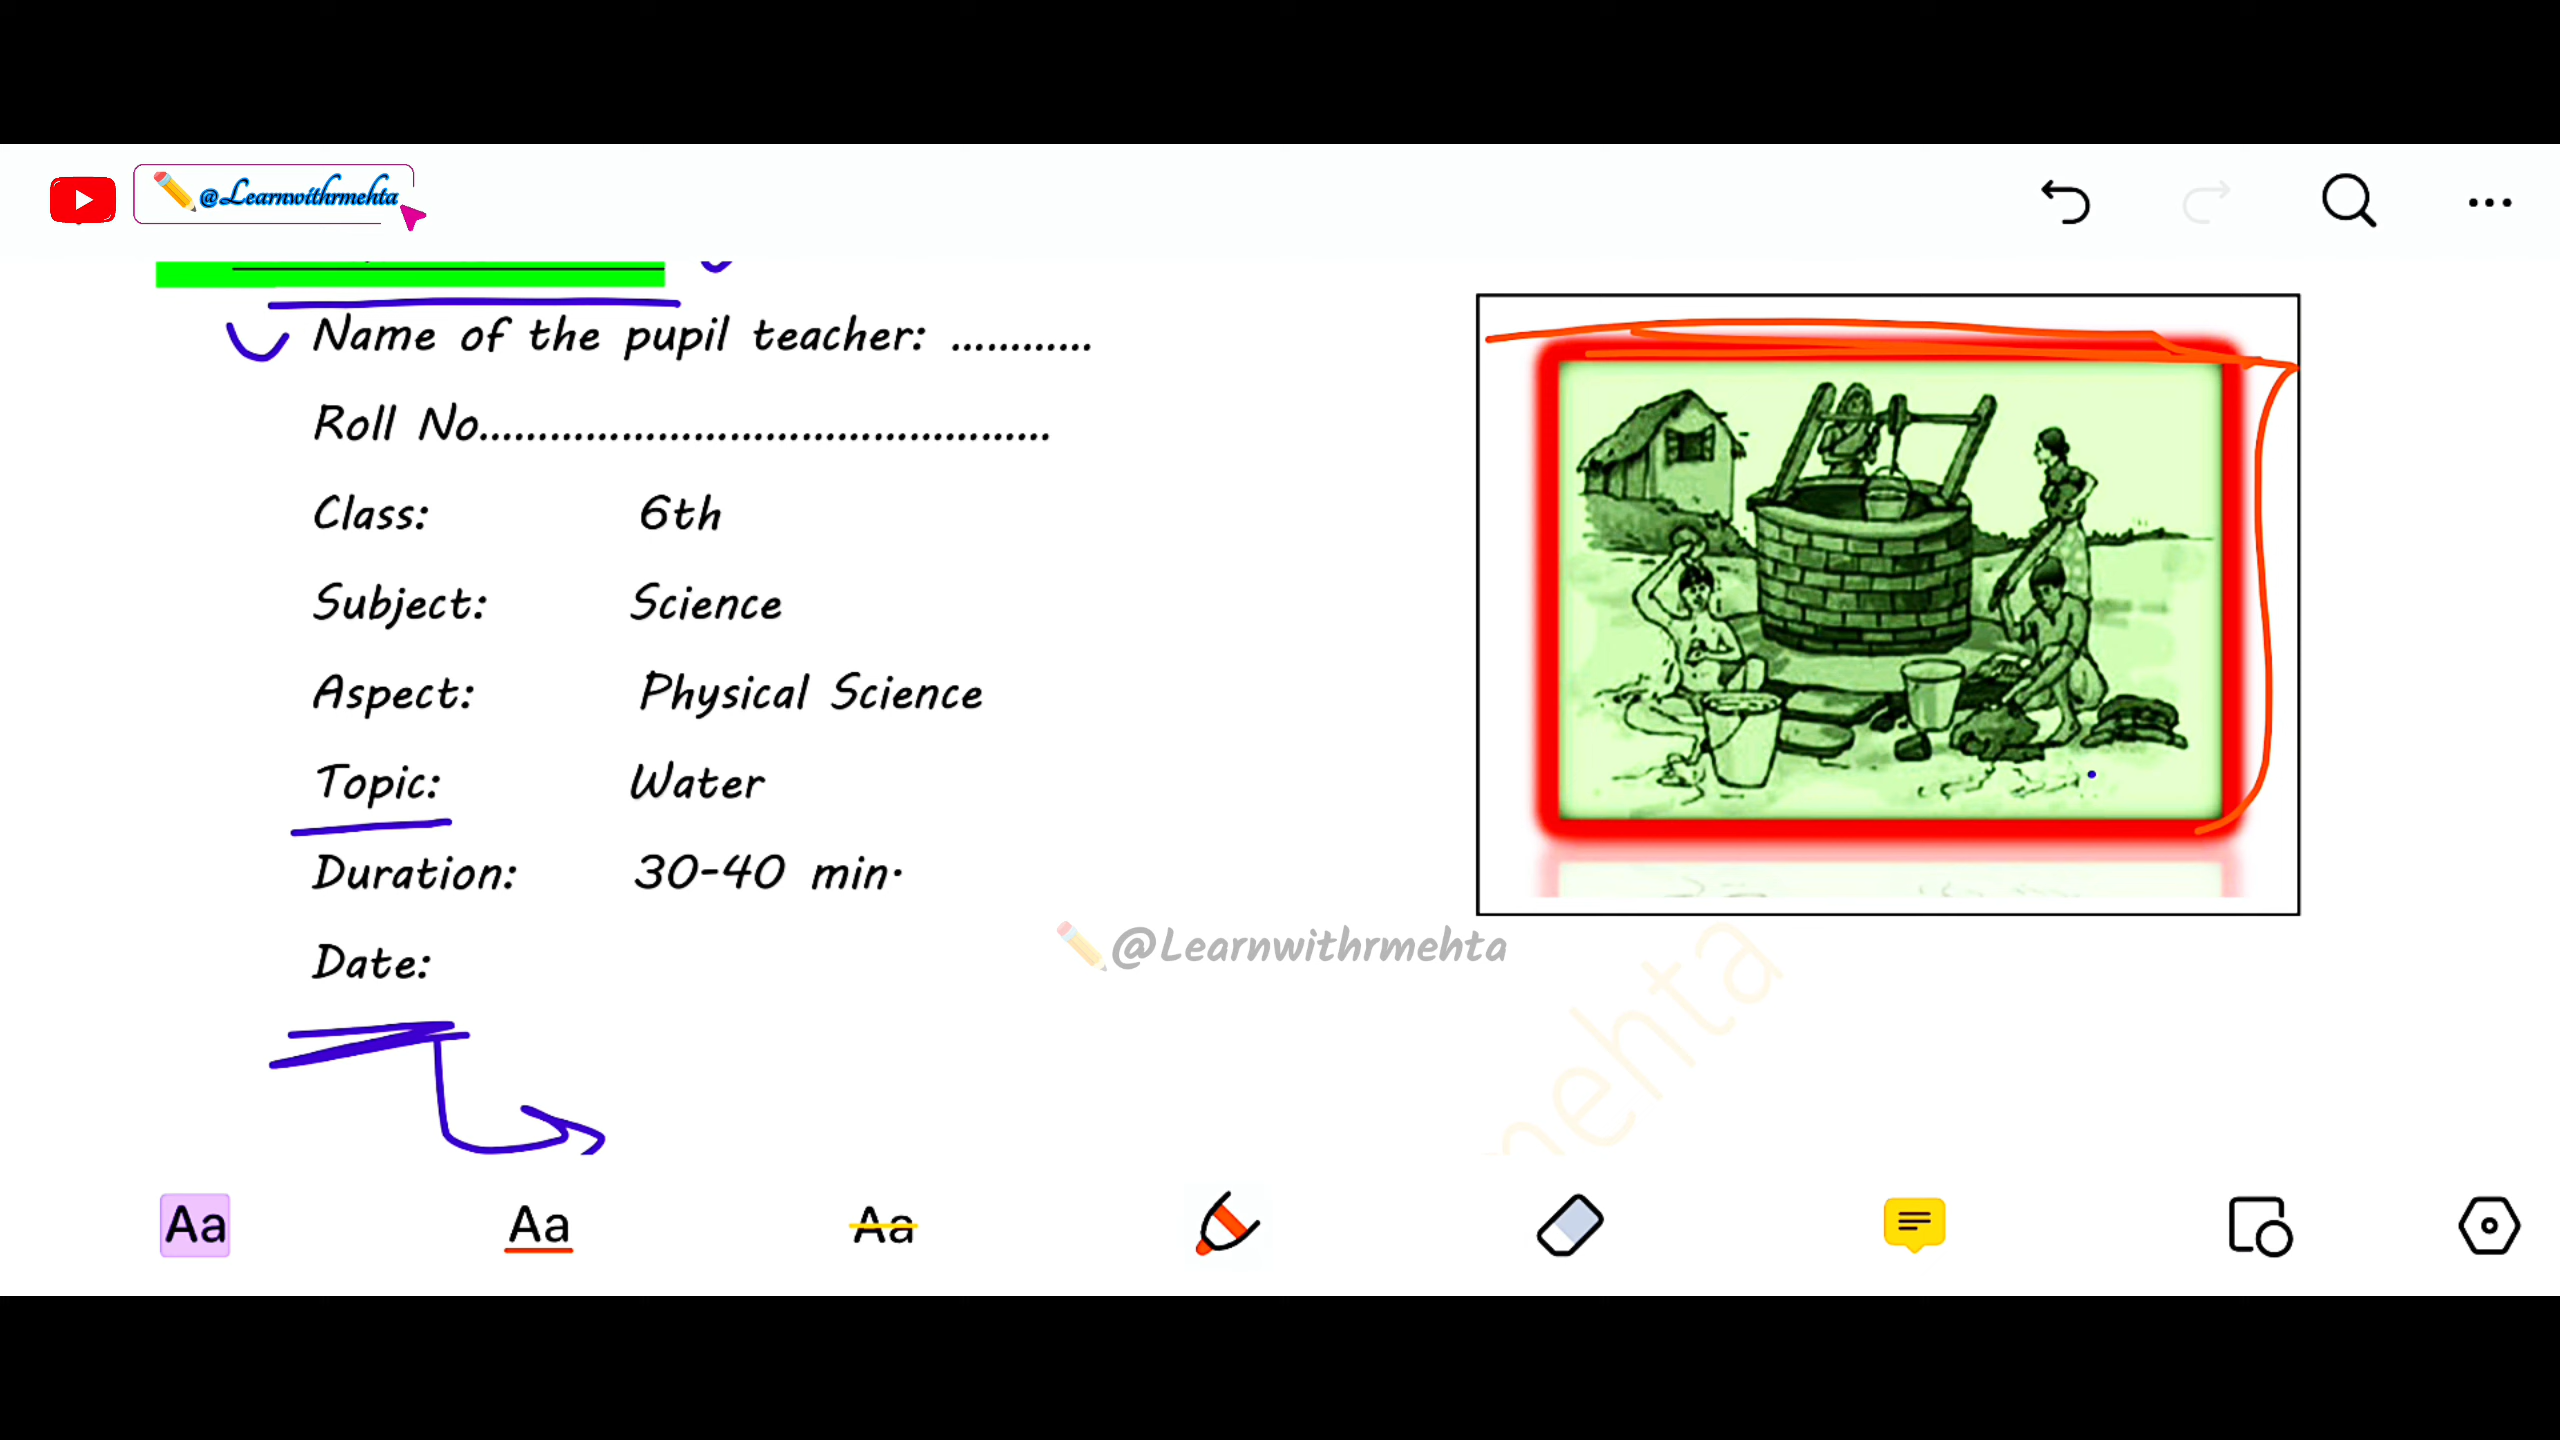 @Learnwithrmehta
Name of the pupil teacher: ............
Roll No................................................
Class: 6th
Subject: Science
Aspect: Physical Science
Topic: Water
Duration: 30-40 min.
Date:
@Learnwithrmehta
mehta
Aa Aa Aa